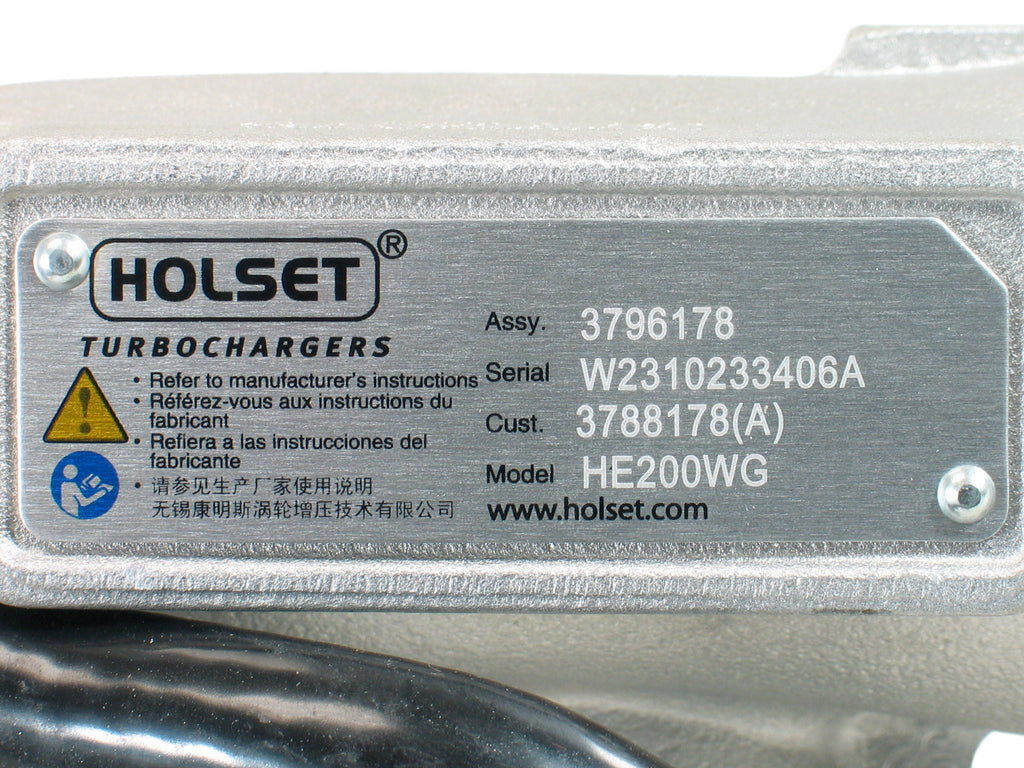 HOLSET®
TURBOCHARGERS
• Refer to manufacturer's instructions
• Référez-vous aux instructions du
fabricant
• Refiera a las instrucciones del
fabricante
• 请参见生产厂家使用说明
无锡康明斯涡轮增压技术有限公司
Assy. 3796178
Serial W2310233406A
Cust. 3788178(A)
Model HE200WG
www.holset.com